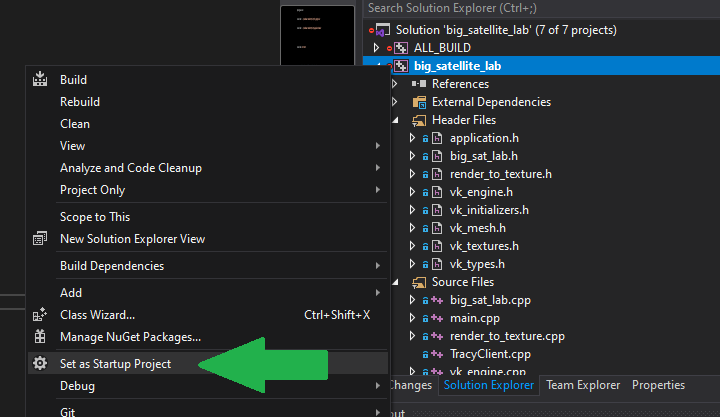 Search Solution Explorer (Ctrl+;)
Solution 'big_satellite_lab' (7 of 7 projects)
ALL_BUILD
big_satellite_lab
References
External Dependencies
Header Files
application.h
big_sat_lab.h
render_to_texture.h
vk_engine.h
vk_initializers.h
vk_mesh.h
vk_textures.h
vk_types.h
Source Files
big_sat_lab.cpp
main.cpp
render_to_texture.cpp
TracyClient.cpp
vk_engine.cpp
Changes Solution Explorer Team Explorer Properties
Build
Rebuild
Clean
View
Analyze and Code Cleanup
Project Only
Scope to This
New Solution Explorer View
Build Dependencies
Add
Class Wizard... Ctrl+Shift+X
Manage NuGet Packages...
Set as Startup Project
Debug
Git